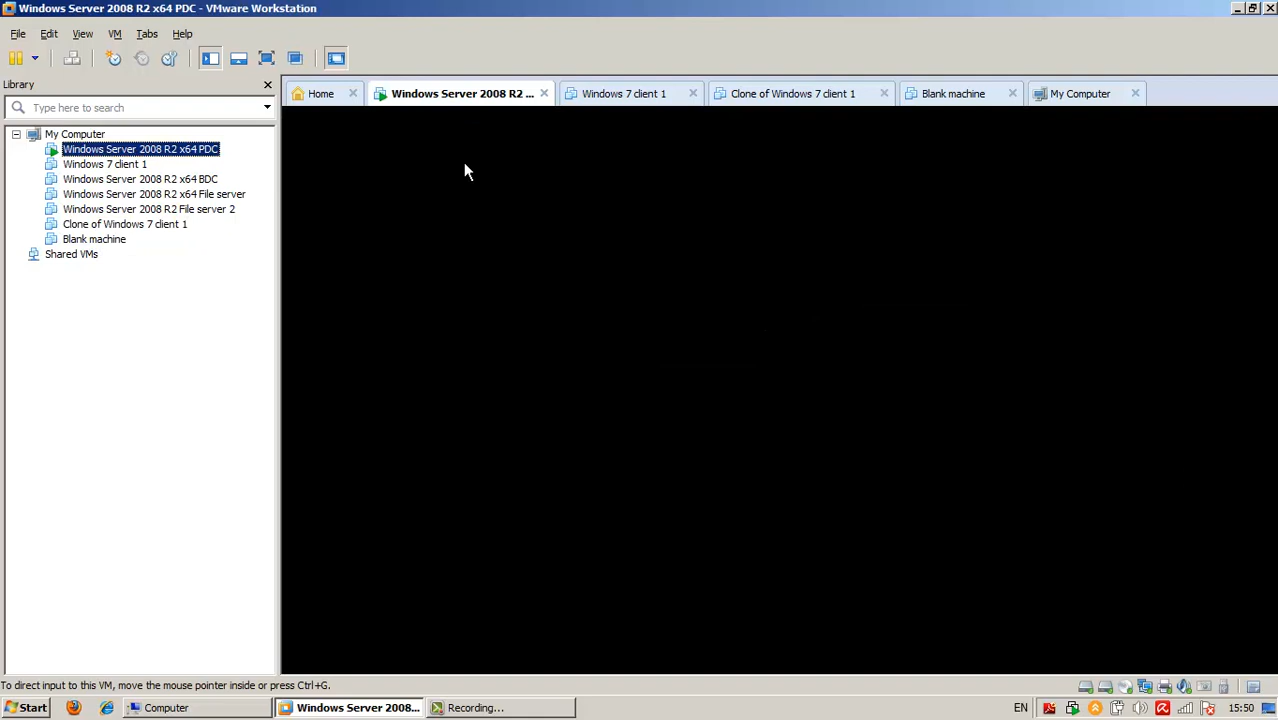 Windows Server 2008 R2 x64 PDC - VMware Workstation
File Edit View VM Tabs Help
Library
Type here to search
Home
Windows Server 2008 R2 ...
Windows 7 client 1
Clone of Windows 7 client 1
Blank machine
My Computer
My Computer
Windows Server 2008 R2 x64 PDC
Windows 7 client 1
Windows Server 2008 R2 x64 BDC
Windows Server 2008 R2 x64 File server
Windows Server 2008 R2 File server 2
Clone of Windows 7 client 1
Blank machine
Shared VMs
To direct input to this VM, move the mouse pointer inside or press Ctrl+G.
Start
Computer
Windows Server 2008...
Recording...
EN
15:50